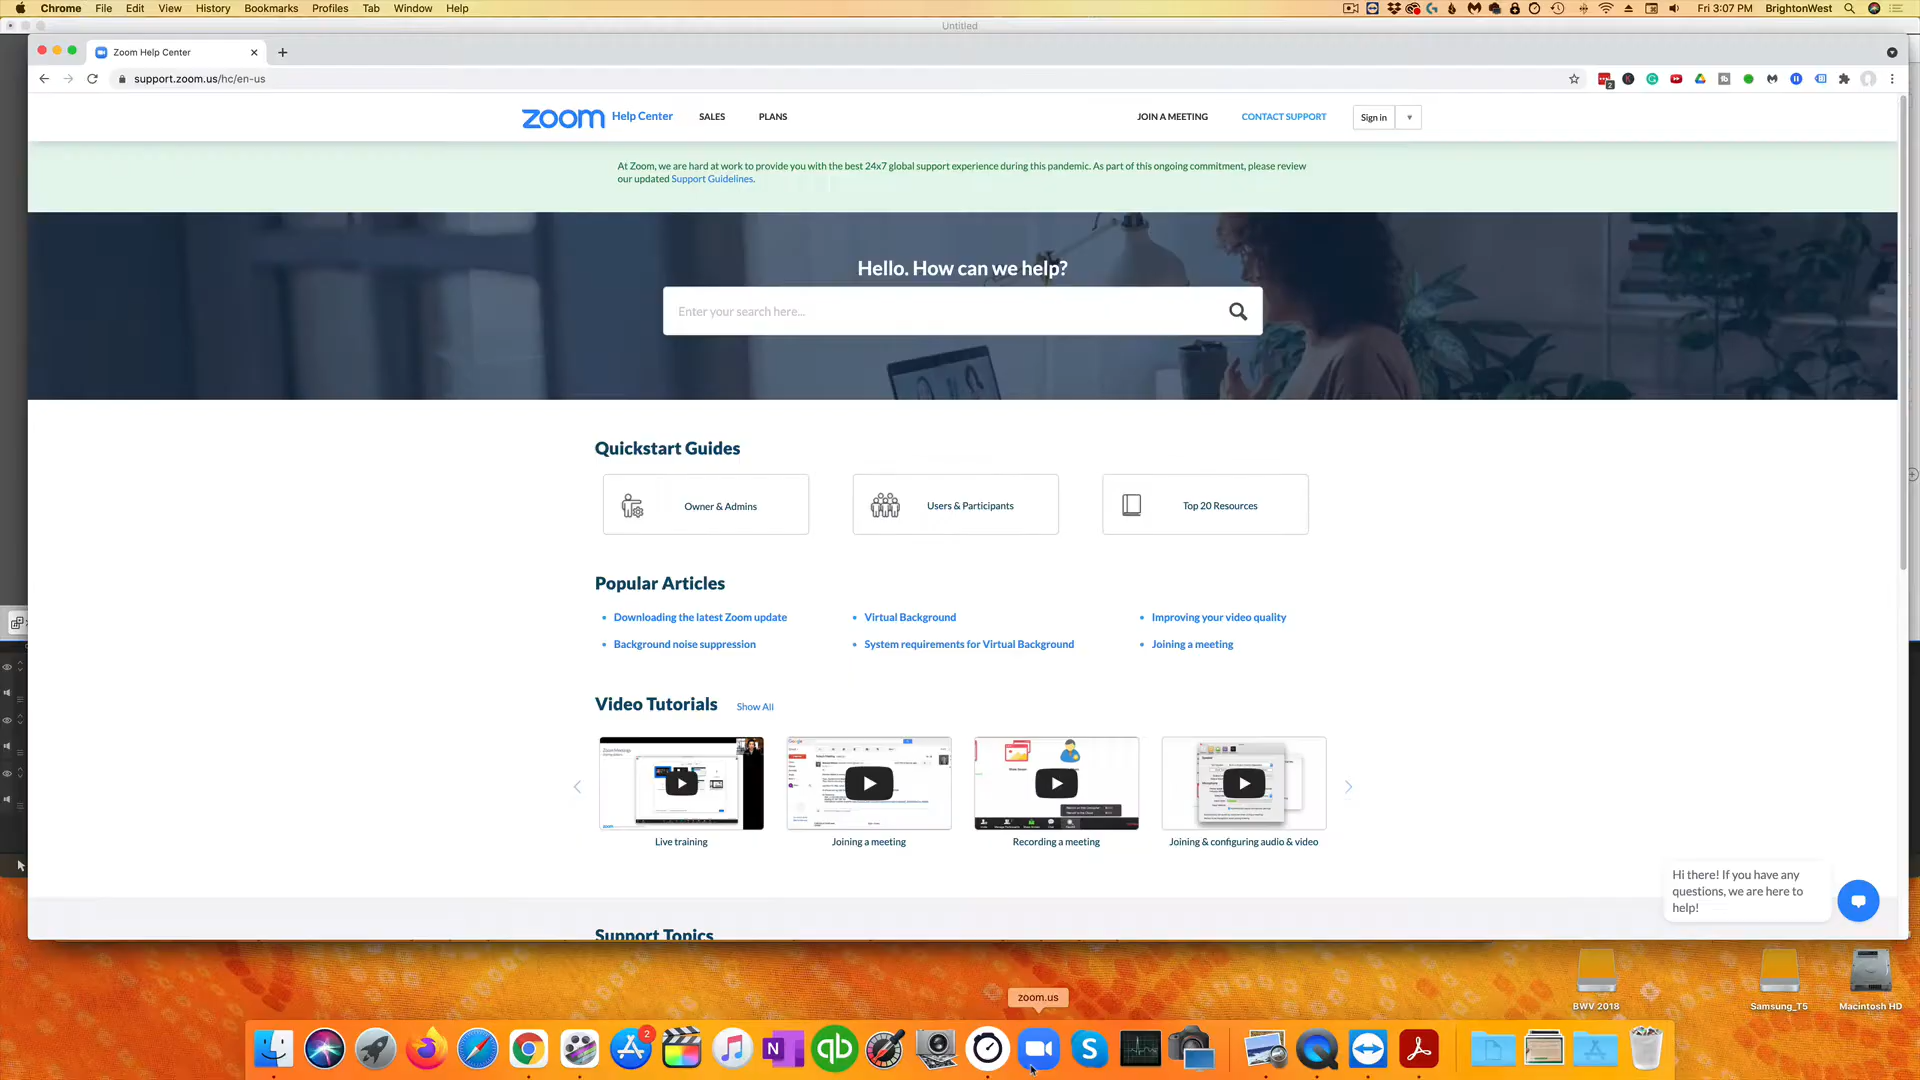 Chrome File Edit View History Bookmarks Profiles Tab Window Help
Fri 3:07 PM BrightonWest
Untitled
Zoom Help Center
support.zoom.us/hc/en-us
2
zoom Help Center SALES PLANS
JOIN A MEETING CONTACT SUPPORT Sign in
At Zoom, we are hard at work to provide you with the best 24x7 global support experience during this pandemic. As part of this ongoing commitment, please review
our updated Support Guidelines.
Hello. How can we help?
Enter your search here...
Quickstart Guides
Owner & Admins
Users & Participants
Top 20 Resources
Popular Articles
Downloading the latest Zoom update
Virtual Background
Improving your video quality
Background noise suppression
System requirements for Virtual Background
Joining a meeting
Video Tutorials Show All
Live training
Joining a meeting
Recording a meeting
Joining & configuring audio & video
Hi there! If you have any
questions, we are here to
help!
Support Topics
BWV 2018
Samsung_T5
Macintosh HD
zoom.us
2
N
qb
S